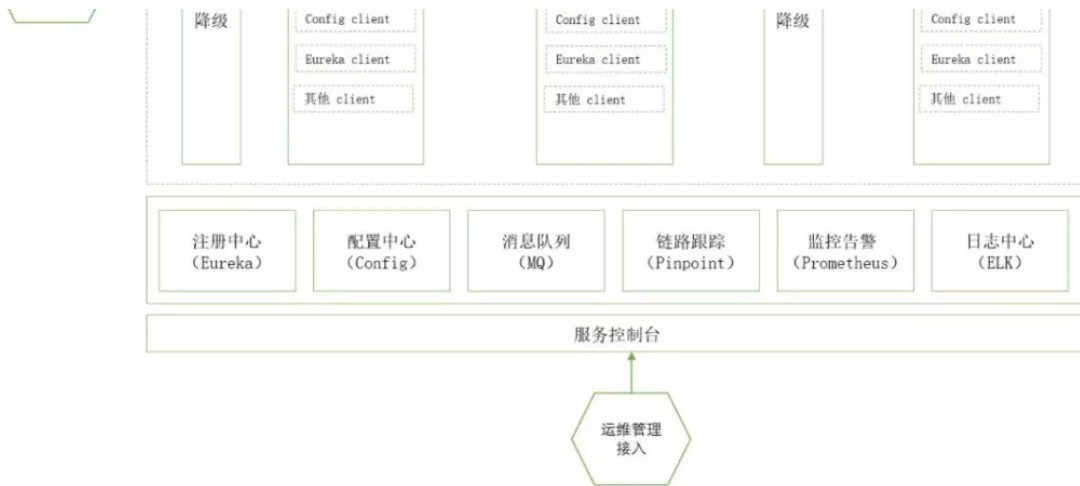 降级
Config client
Config client
降级
Config client
Eureka client
Eureka client
Eureka client
其他 client
其他 client
其他 client
注册中心
（Eureka）
配置中心
（Config）
消息队列
（MQ）
链路跟踪
（Pinpoint）
监控告警
（Prometheus）
日志中心
（ELK）
服务控制台
运维管理
接入